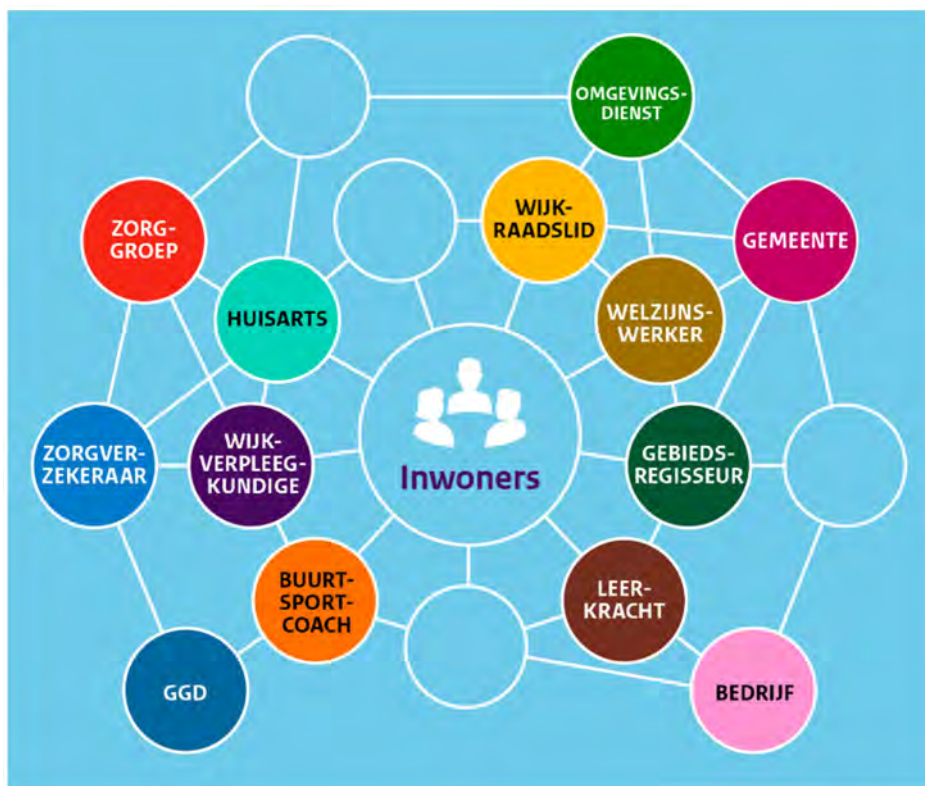 OMGEVINGS-
DIENST
WIJK-
RAADSLID
ZORG-
GROEP
GEMEENTE
HUISARTS
WELZIJNS-
WERKER
ZORGVER-
ZEKERAAR
WIJK-
VERPLEEG-
KUNDIGE
Inwoners
GEBIEDS-
REGISSEUR
BUURT-
SPORT-
COACH
LEER-
KRACHT
GGD
BEDRIJF